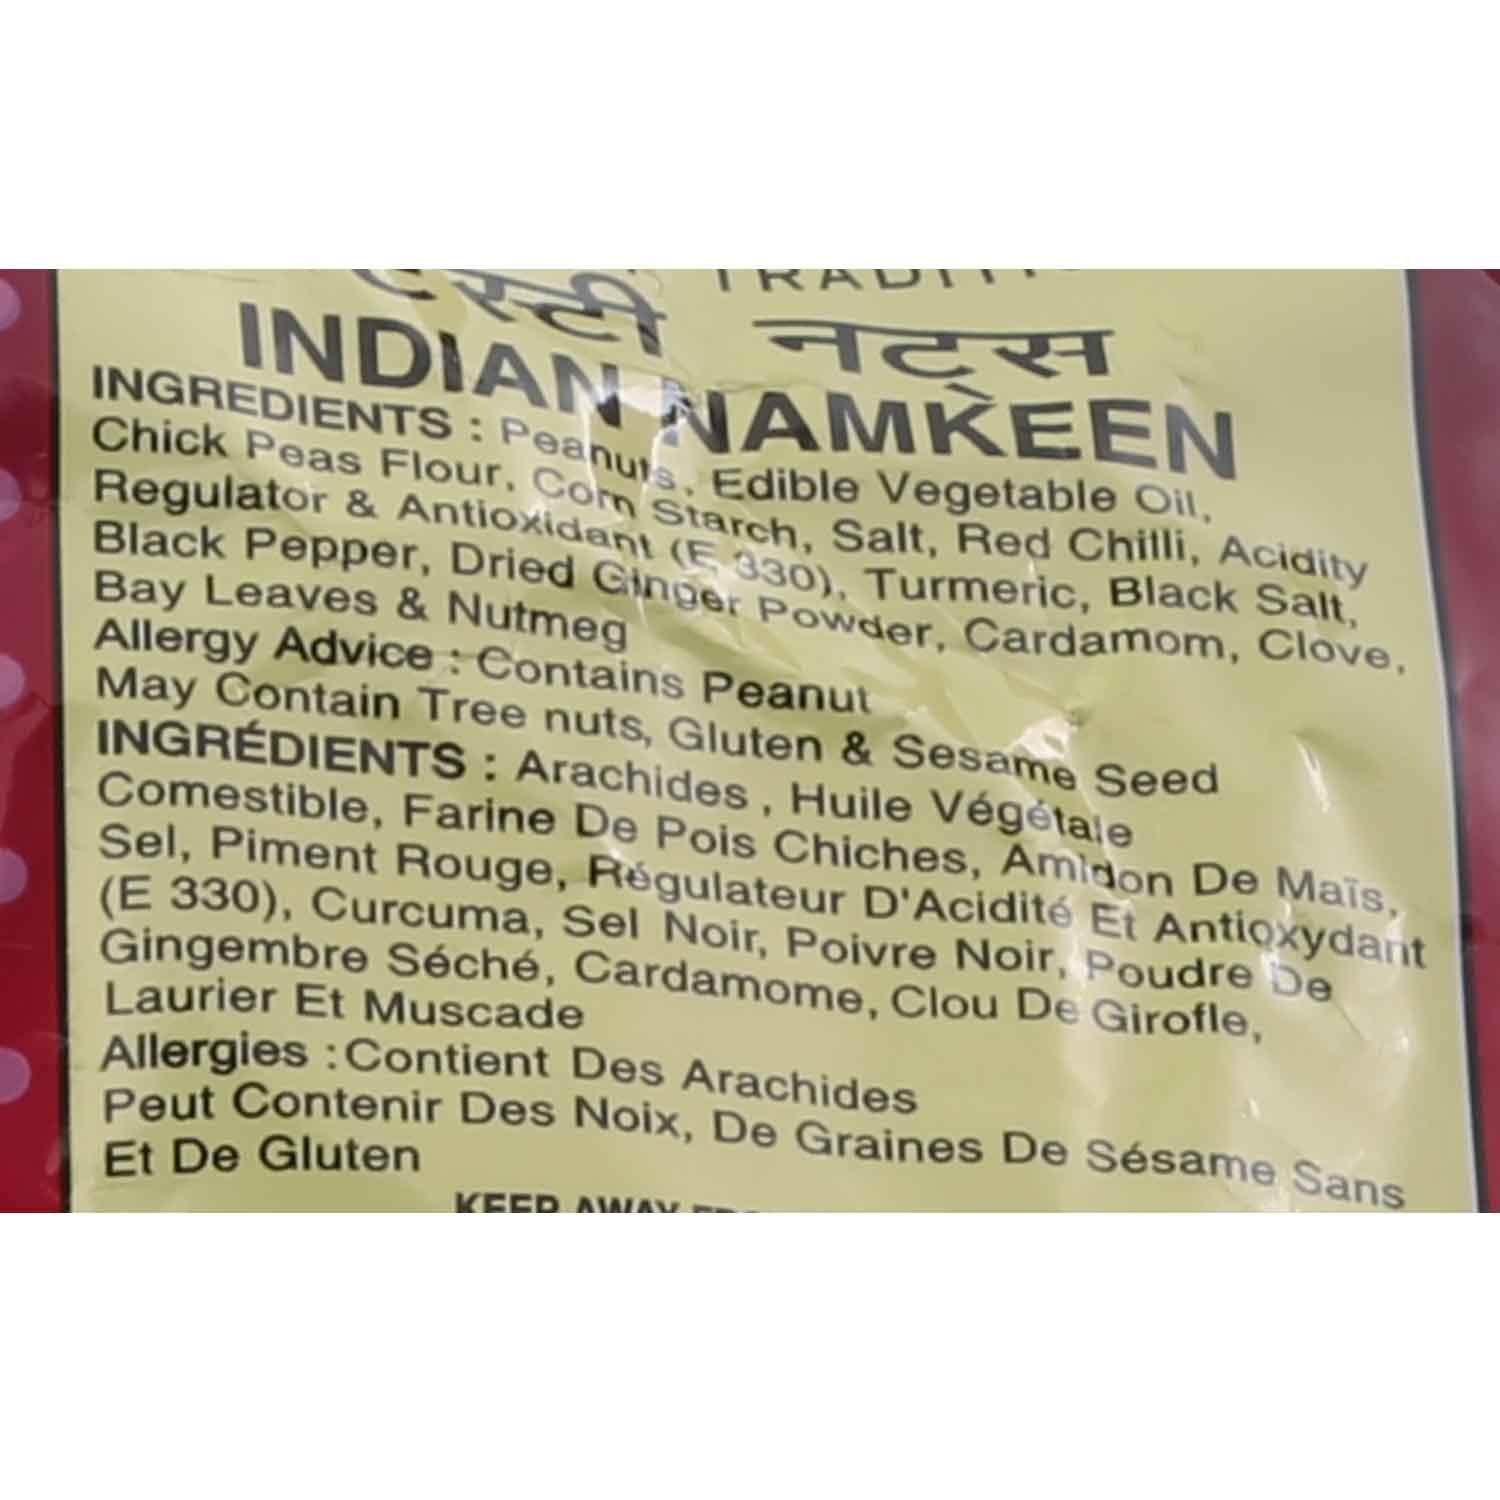 टेस्टी नट्स
INDIAN NAMKEEN
INGREDIENTS : Peanuts, Edible Vegetable Oil,
Chick Peas Flour, Corn Starch, Salt, Red Chilli, Acidity
Regulator & Antioxidant (E 330), Turmeric, Black Salt,
Black Pepper, Dried Ginger Powder, Cardamom, Clove,
Bay Leaves & Nutmeg
Allergy Advice : Contains Peanut
May Contain Tree nuts, Gluten & Sesame Seed
INGRÉDIENTS : Arachides , Huile Végétale
Comestible, Farine De Pois Chiches, Amidon De Maïs,
Sel, Piment Rouge, Régulateur D'Acidité Et Antioxydant
(E 330), Curcuma, Sel Noir, Poivre Noir, Poudre De
Gingembre Séché, Cardamome, Clou De Girofle,
Laurier Et Muscade
Allergies :Contient Des Arachides
Peut Contenir Des Noix, De Graines De Sésame Sans
Et De Gluten
KEEP AWAY